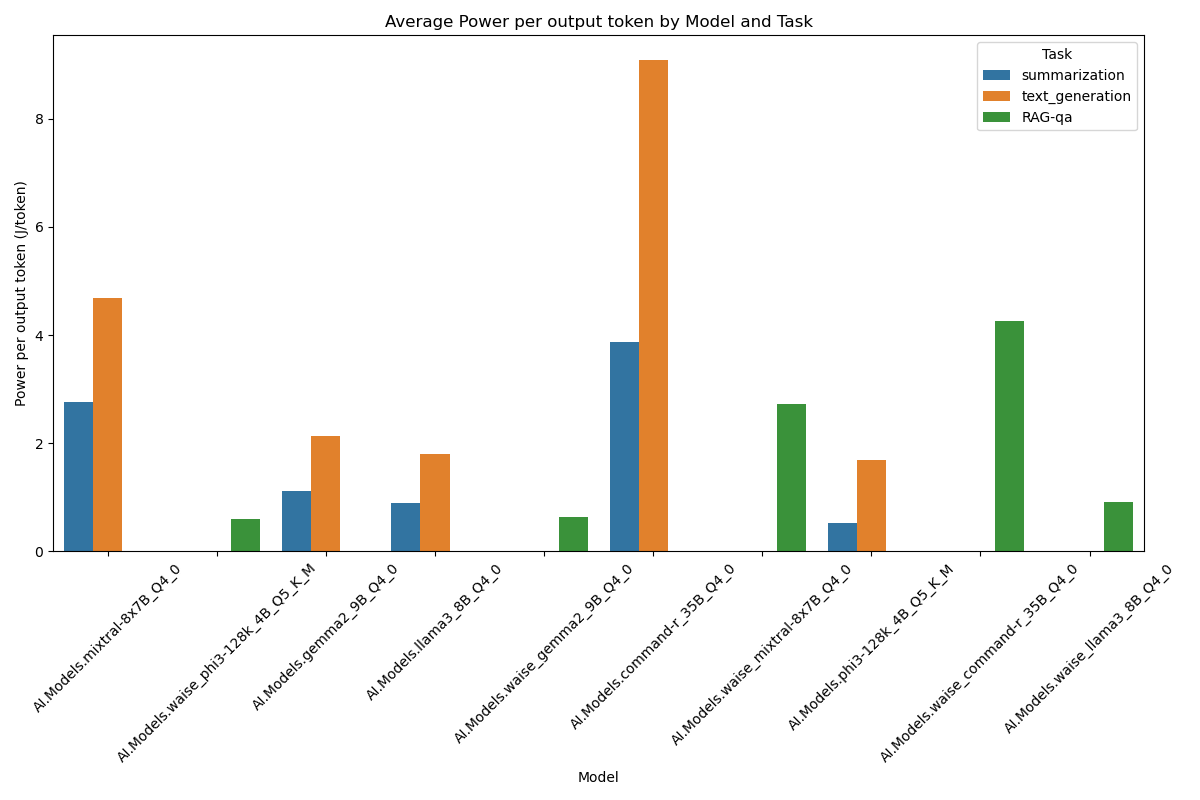 Average Power per output token by Model and Task
Task
summarization
text_generation
RAG-qa
Power per output token (J/token)
8
6
4
2
0
AI.Models.mixtral-8x7B_Q4_0
AI.Models.waise_phi3-128k_4B_Q5_K_M
AI.Models.gemma2_9B_Q4_0
AI.Models.llama3_8B_Q4_0
AI.Models.waise_gemma2_9B_Q4_0
AI.Models.command-r_35B_Q4_0
AI.Models.waise_mixtral-8x7B_Q4_0
AI.Models.phi3-128k_4B_Q5_K_M
AI.Models.waise_command-r_35B_Q4_0
AI.Models.waise_llama3_8B_Q4_0
Model